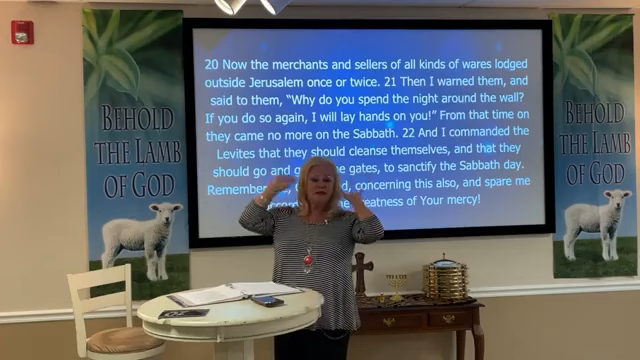 BEHOLD
THE LAMB
OF GOD
20 Now the merchants and sellers of all kinds of wares lodged
outside Jerusalem once or twice. 21 Then I warned them, and
said to them, “Why do you spend the night around the wall?
If you do so again, I will lay hands on you!” From that time on
they came no more on the Sabbath. 22 And I commanded the
Levites that they should cleanse themselves, and that they
should go and g the gates, to sanctify the Sabbath day.
Remember concerning this also, and spare me
greatness of Your mercy!
BEHOLD
THE LAMB
OF GOD